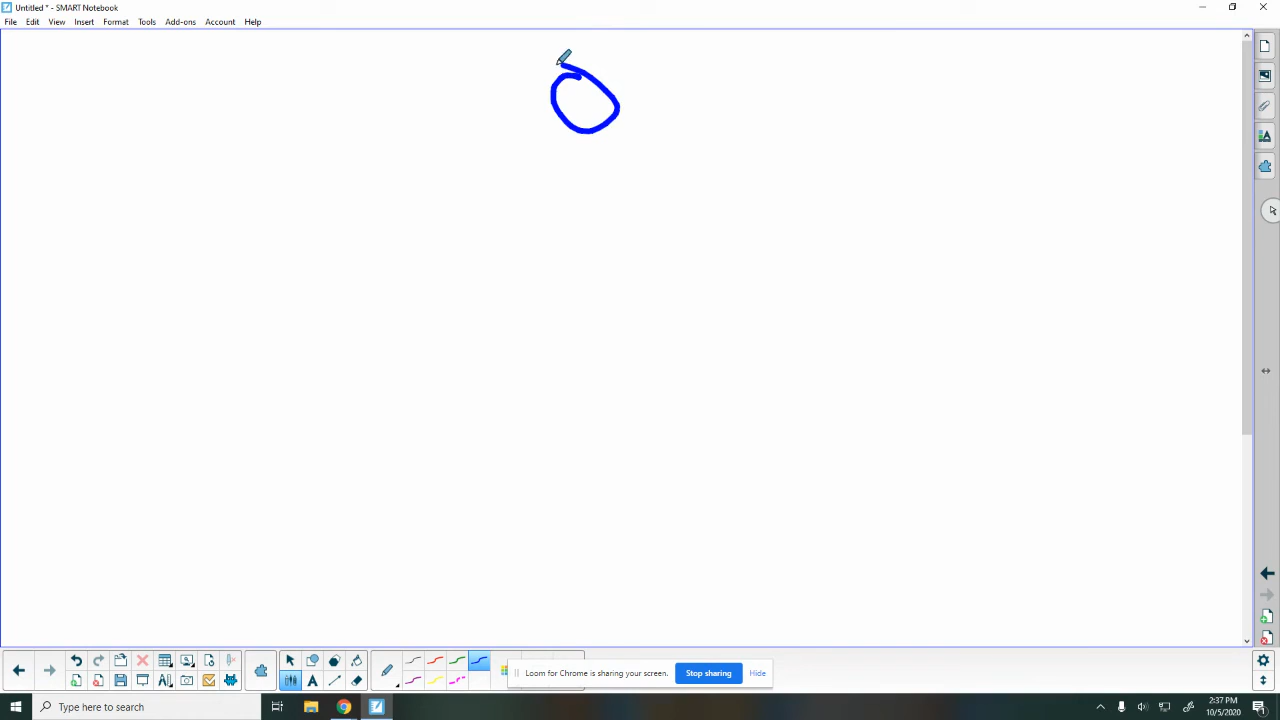 Untitled * - SMART Notebook
File Edit View Insert Format Tools Add-ons Account Help
Loom for Chrome is sharing your screen. Stop sharing Hide
Type here to search
2:37 PM
10/5/2020